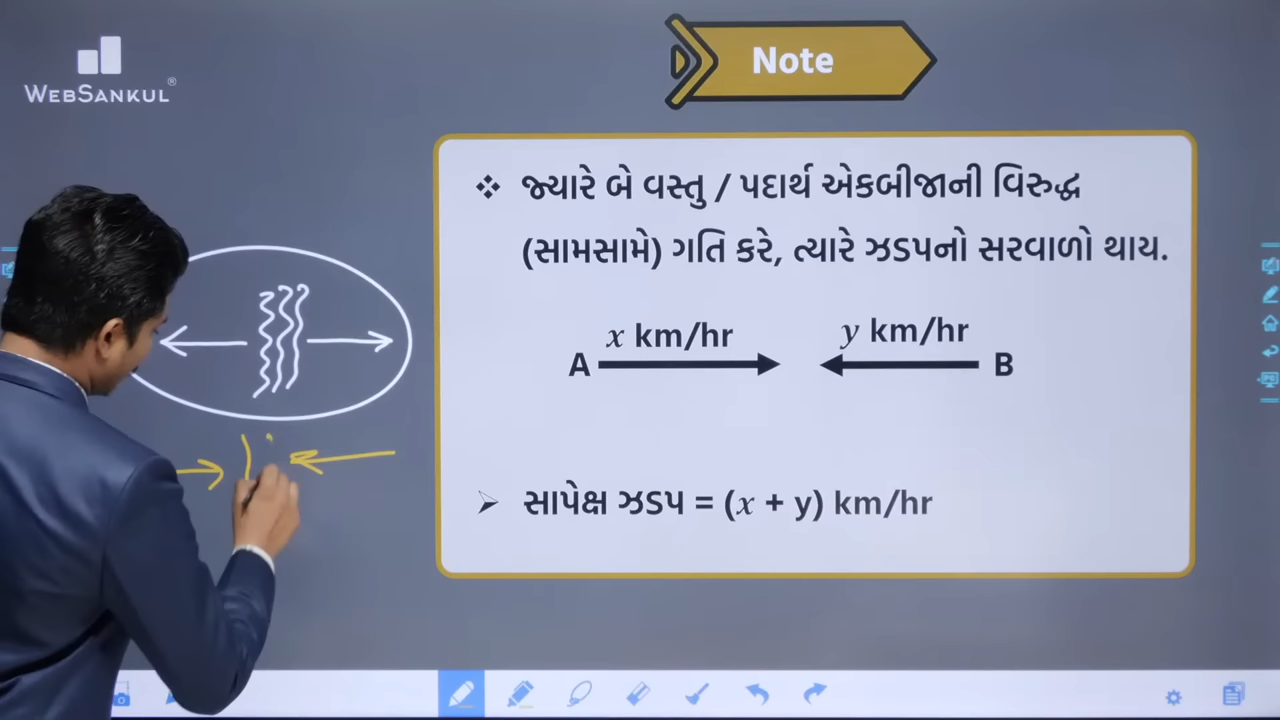 WEBSANKUL®
Note
❖ જ્યારે બે વસ્તુ / પદાર્થ એકબીજાની વિરુદ્ધ
(સામસામે) ગતિ કરે, ત્યારે ઝડપનો સરવાળો થાય.
x km/hr y km/hr
A B
➢ સાપેક્ષ ઝડપ = (x + y) km/hr